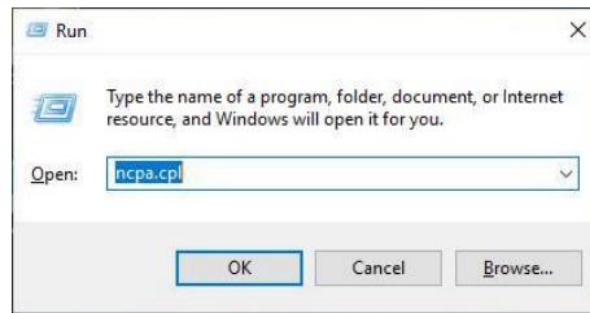 Run
Type the name of a program, folder, document, or Internet
resource, and Windows will open it for you.
Open: ncpa.cpl
OK Cancel Browse...